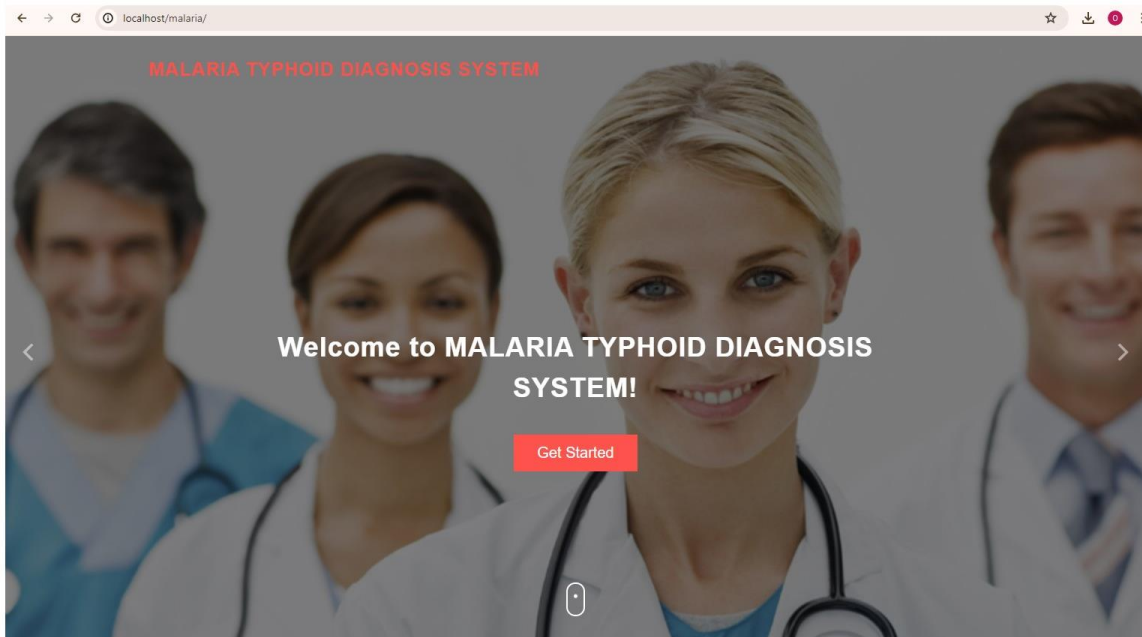 localhost/malaria/
O
MALARIA TYPHOID DIAGNOSIS SYSTEM
Welcome to MALARIA TYPHOID DIAGNOSIS
SYSTEM!
Get Started